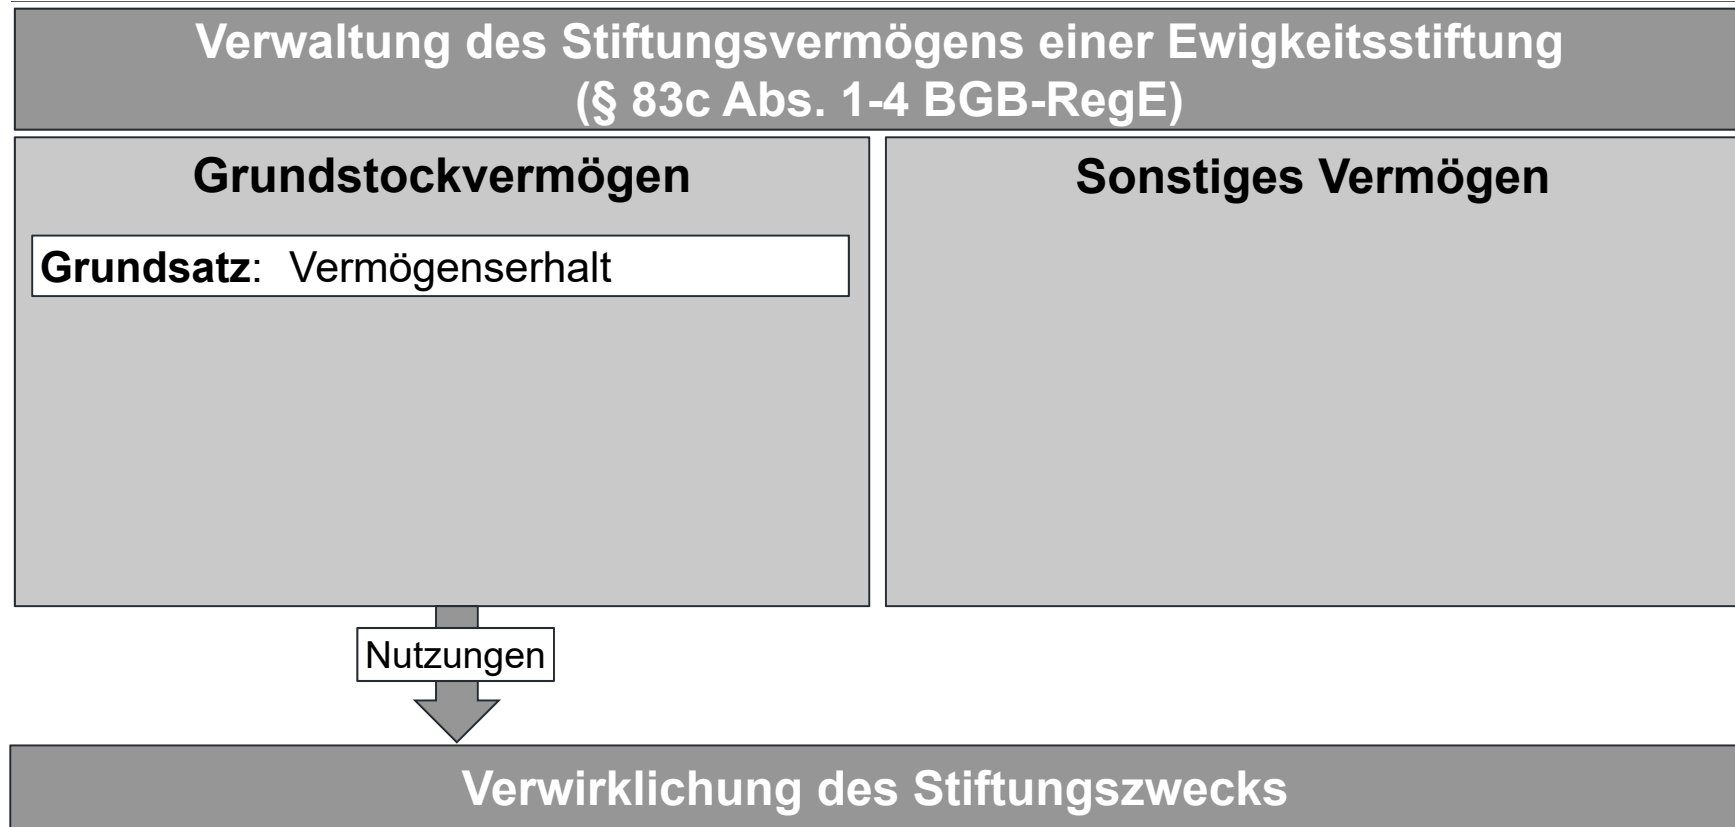 Verwaltung des Stiftungsvermögens einer Ewigkeitsstiftung
(§ 83c Abs. 1-4 BGB-RegE)
Grundstockvermögen
Grundsatz: Vermögenserhalt
Sonstiges Vermögen
Nutzungen
Verwirklichung des Stiftungszwecks